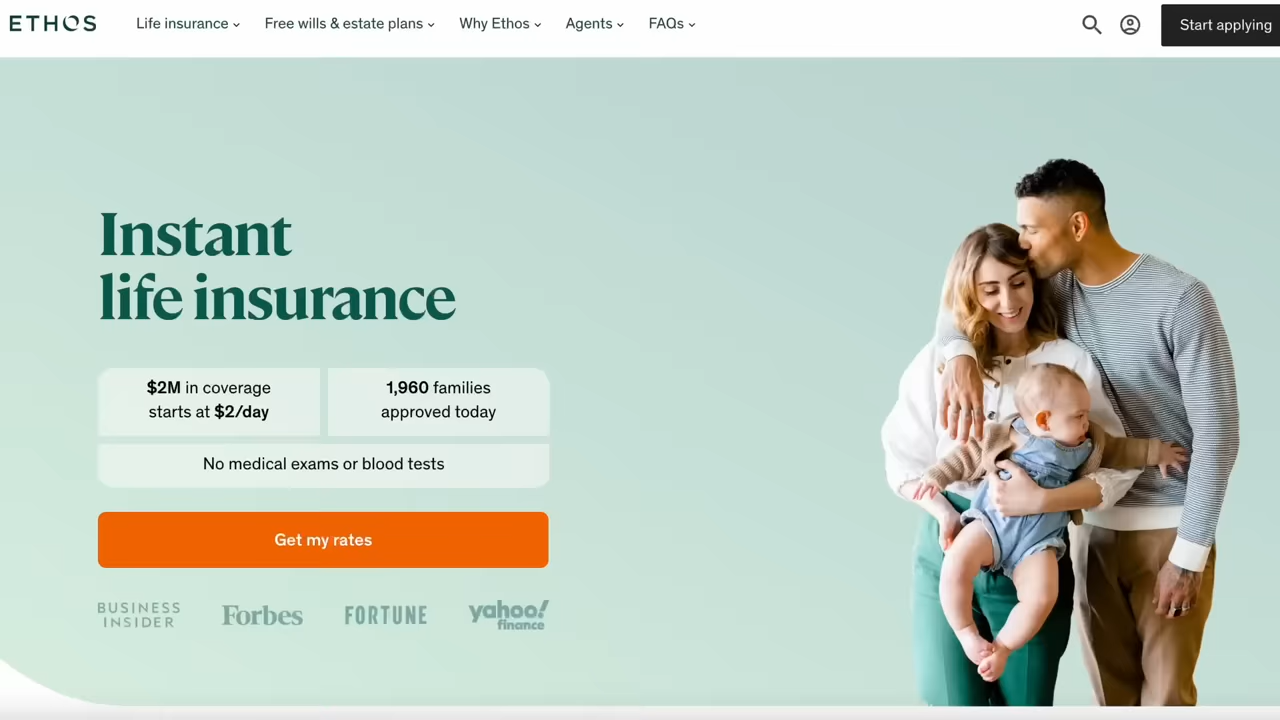 ETHOS
Life insurance
Free wills & estate plans
Why Ethos
Agents
FAQs
Start applying
Instant
life insurance
$2M in coverage
starts at $2/day
1,960 families
approved today
No medical exams or blood tests
Get my rates
BUSINESS
INSIDER
Forbes
FORTUNE
yahoo!
finance